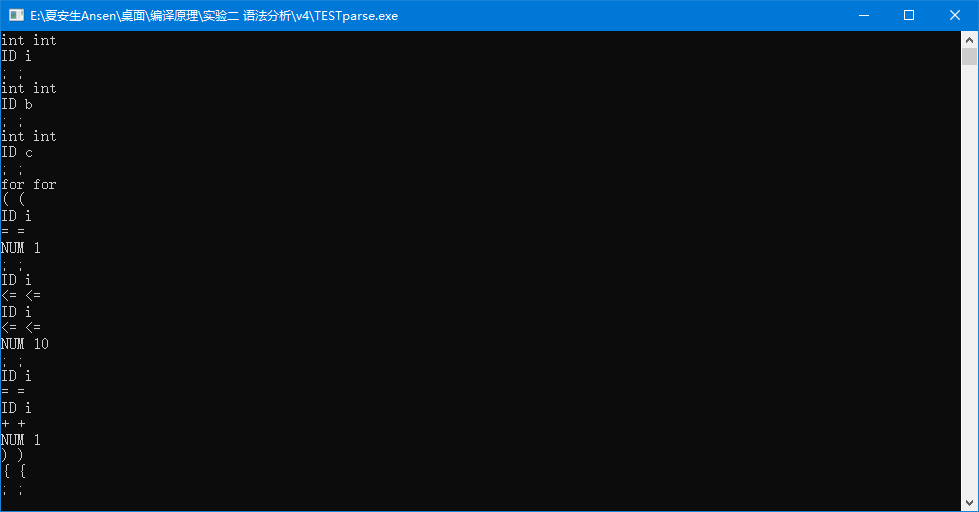 E:\夏安生Ansen\桌面\编译原理\实验二 语法分析\v4\TESTparse.exe
int int
ID i
; ;
int int
ID b
; ;
int int
ID c
; ;
for for
( (
ID i
= =
NUM 1
; ;
ID i
<= <=
ID i
<= <=
NUM 10
; ;
ID i
= =
ID i
+ +
NUM 1
) )
{ {
; ;